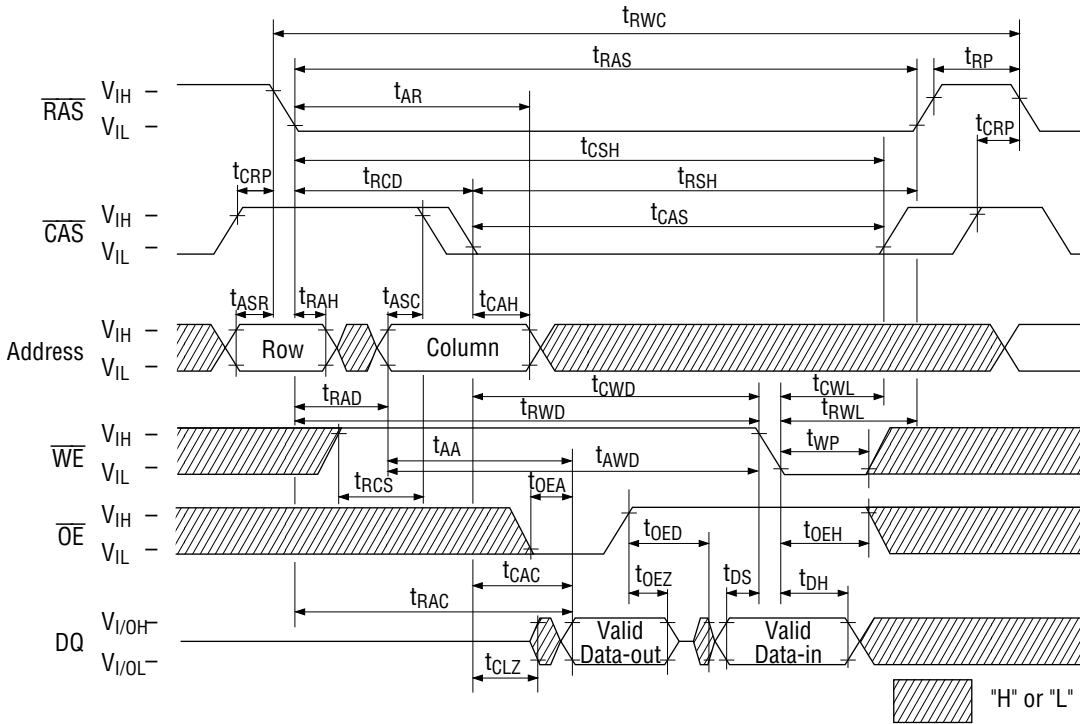 tRWC
tRAS
tRP
tAR
RAS
VIH
VIL
tCRP
tCSH
tCRP
tRCD
tRSH
CAS
VIH
VIL
tCAS
tASR
tRAH
tASC
tCAH
Address
VIH
VIL
Row
Column
tRAD
tCWD
tCWL
tRWD
tRWL
WE
VIH
VIL
tAA
tAWD
tWP
tRCS
tOEA
OE
VIH
VIL
tOED
tOEH
tCAC
tOEZ
tDS
tDH
tRAC
DQ
VI/OH
VI/OL
Valid
Data-out
Valid
Data-in
tCLZ
"H" or "L"